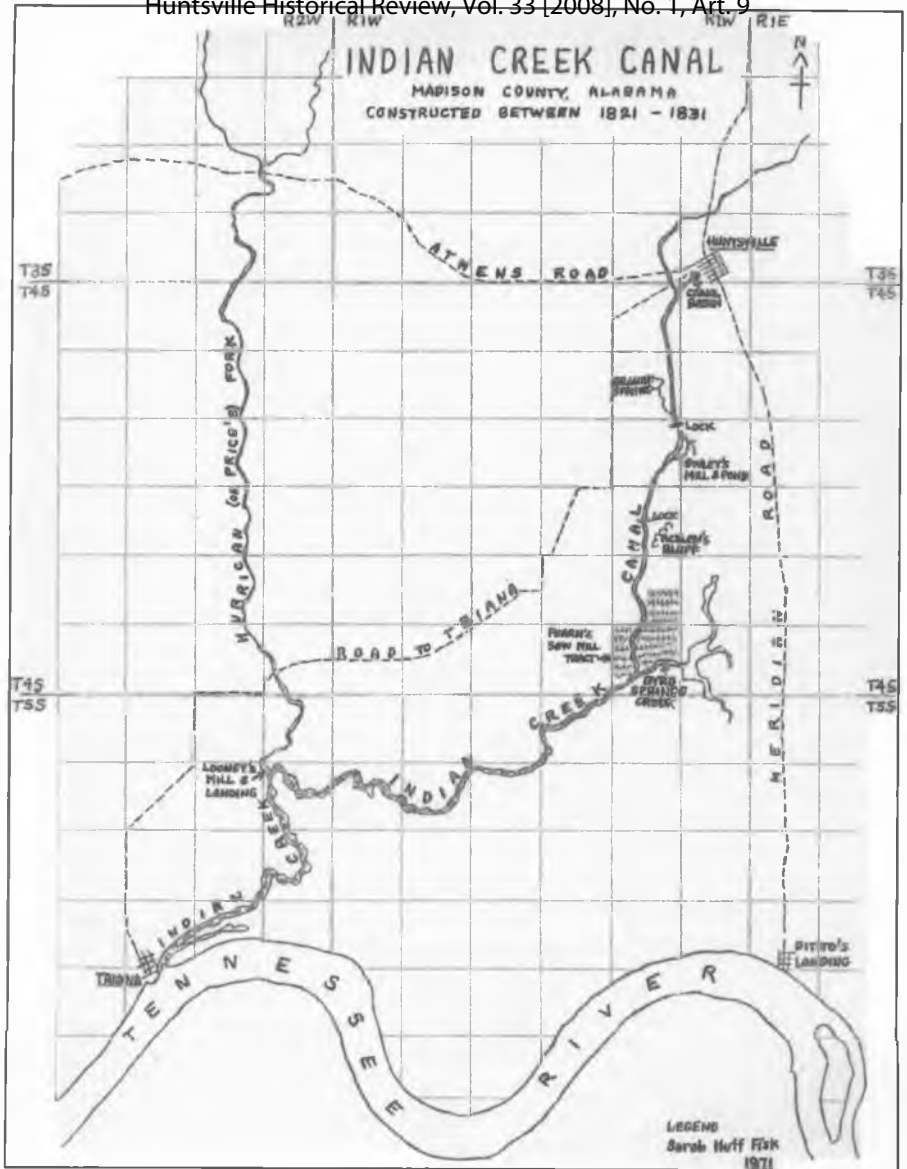 Huntsville Historical Review, Vol. 33 [2008], No. 1, Art. 9
R2W R1W
R1W R1E
INDIAN CREEK CANAL
MADISON COUNTY, ALABAMA
CONSTRUCTED BETWEEN 1821 - 1831
N
HUNTSVILLE
ATHENS ROAD
T3S
T4S
T3S
T4S
CANAL
BASIN
HURRICAN (OR PRICE'S) FORK
SPRING
LOCK
MILL & POND
ROAD
LOCK
BLUFF
CANAL
ROAD TO TRIANA
FEARN'S
SAW MILL
TRACT
T4S
T5S
BYRD
SPRINGS
CREEK
T4S
T5S
MERIDIAN
INDIAN CREEK
LOONEY'S
MILL &
LANDING
INDIAN CREEK
TRIANA
DITTO'S
LANDING
TENNESSEE RIVER
LEGEND
Sarah Huff Fisk
1971